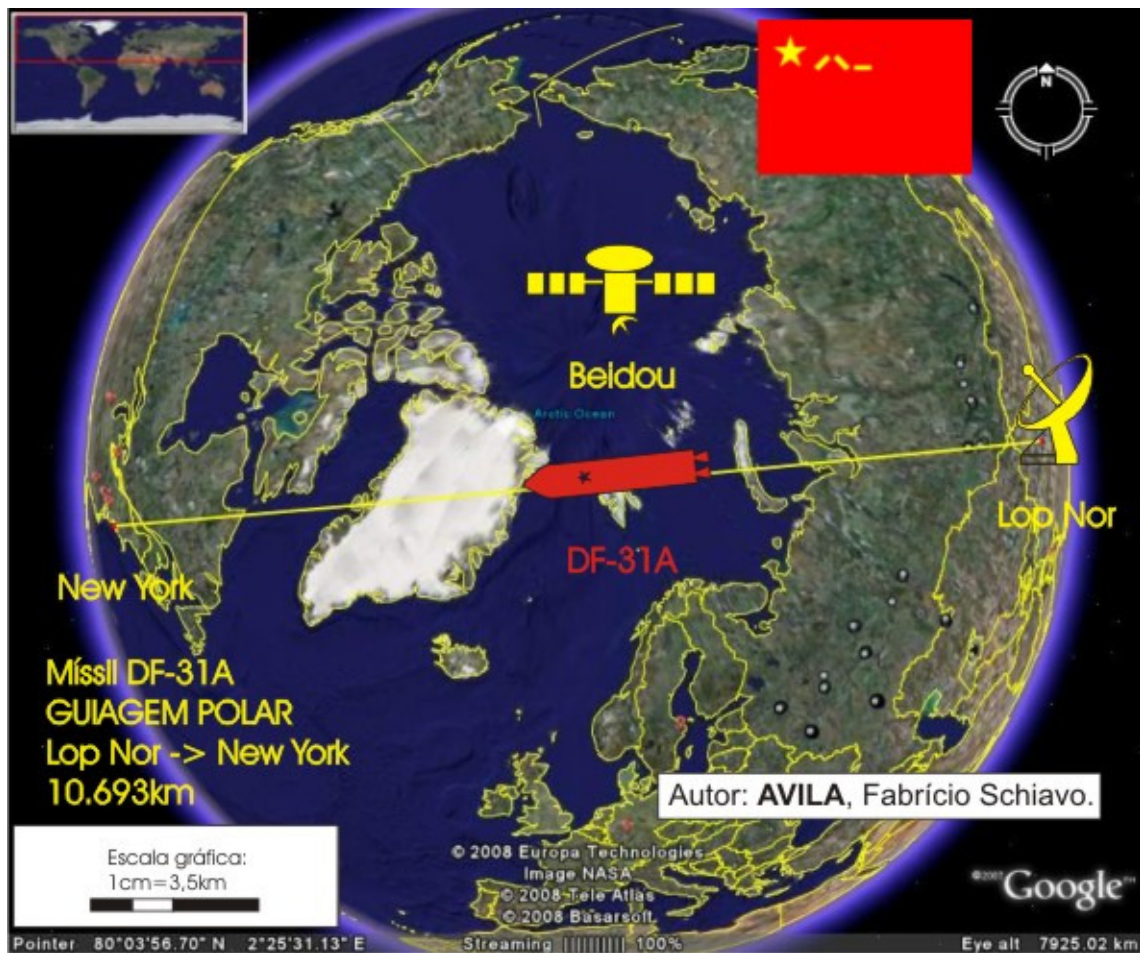 N
Beidou
Arctic Ocean
Lop Nor
DF-31A
New York
Míssil DF-31A
GUIAGEM POLAR
Lop Nor -> New York
10.693km
Autor: AVILA, Fabrício Schiavo.
Escala gráfica:
1cm=3,5km
© 2008 Europa Technologies
Image NASA
© 2008 Tele Atlas
© 2008 Basarsoft
©2007 Google™
Pointer 80°03'56.70" N 2°25'31.13" E Streaming |||||||||| 100% Eye alt 7925.02 km